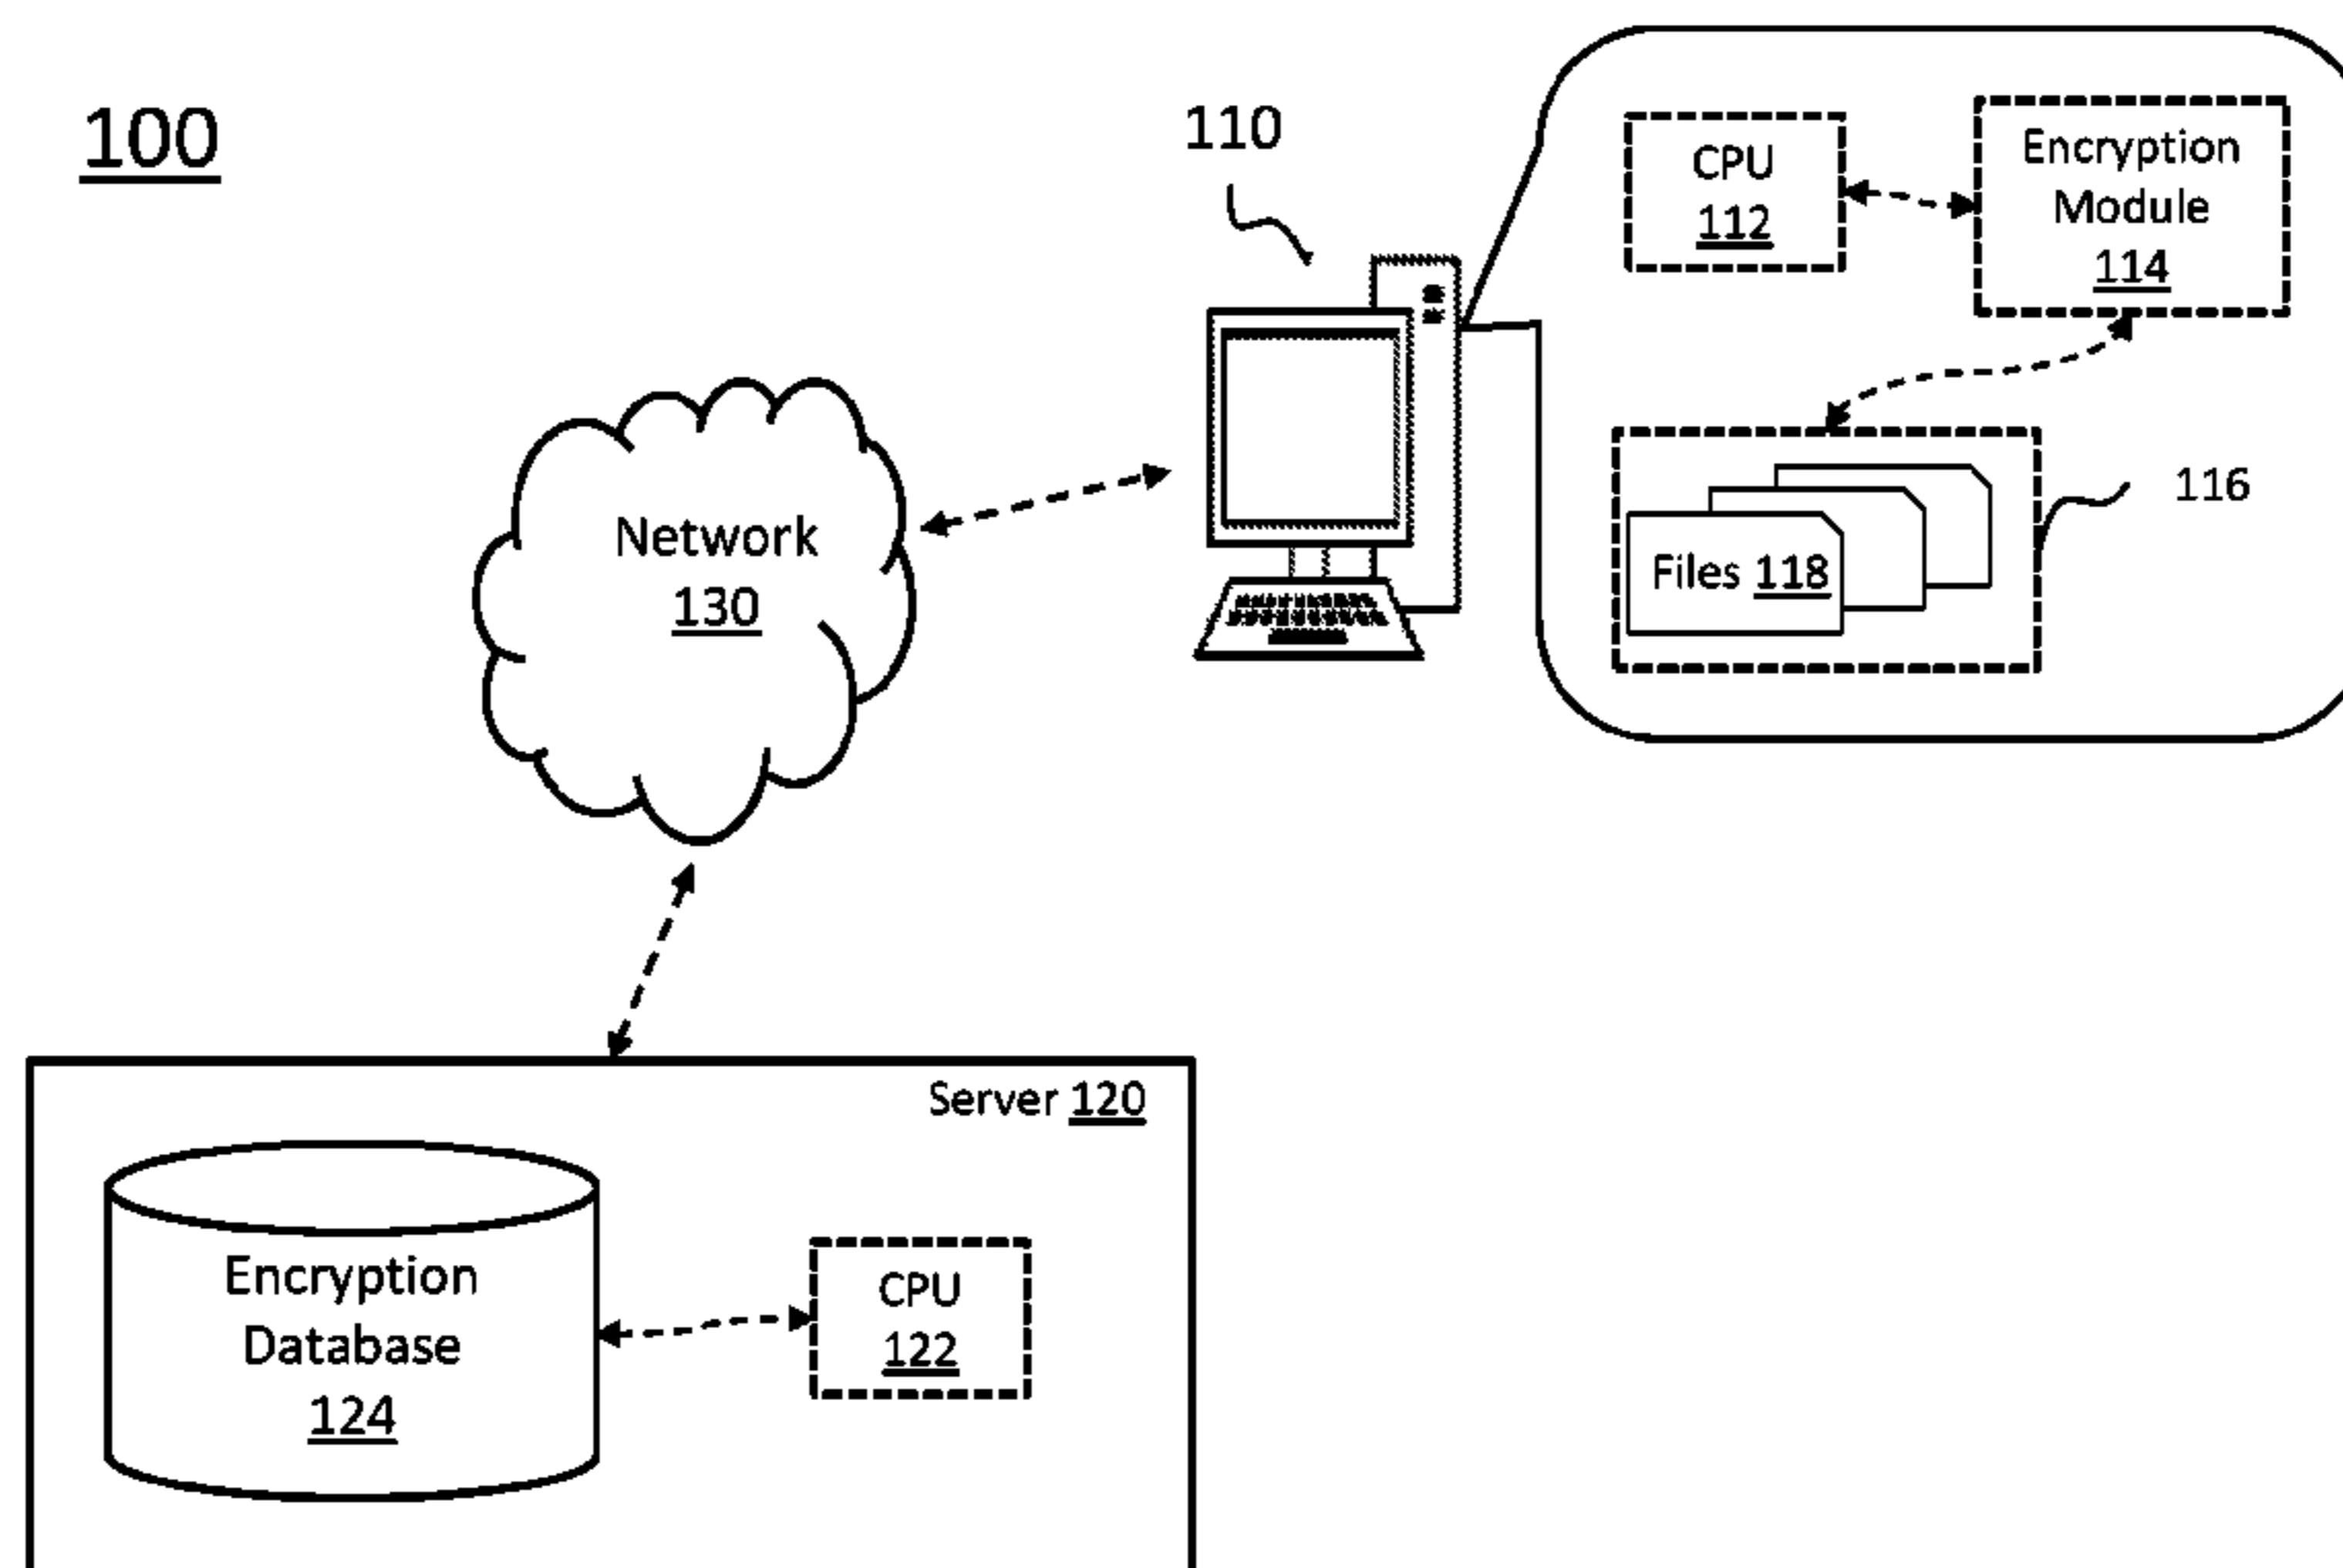 100
110
CPU
112
Encryption
Module
114
116
Files 118
Network
130
Server 120
Encryption
Database
124
CPU
122